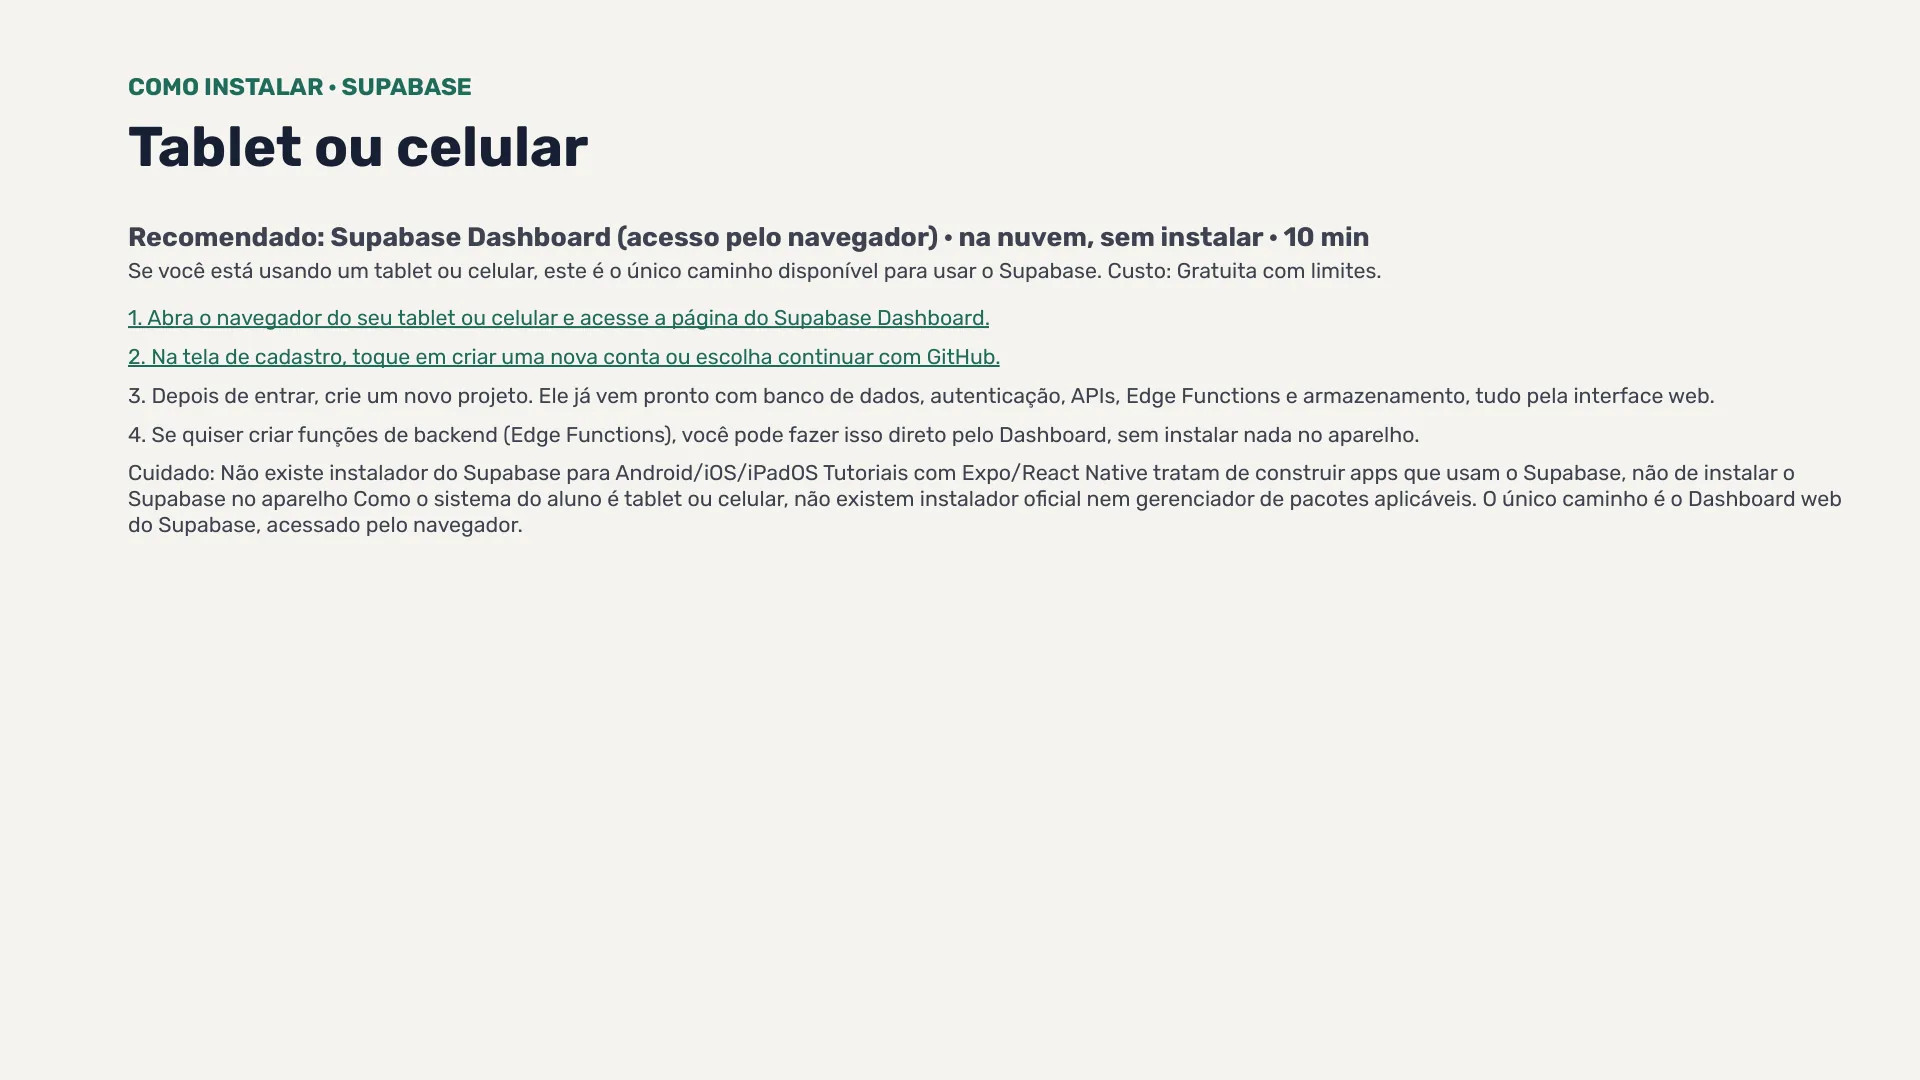 COMO INSTALAR • SUPABASE
Tablet ou celular
Recomendado: Supabase Dashboard (acesso pelo navegador) • na nuvem, sem instalar • 10 min
Se você está usando um tablet ou celular, este é o único caminho disponível para usar o Supabase. Custo: Gratuita com limites.
1. Abra o navegador do seu tablet ou celular e acesse a página do Supabase Dashboard.
2. Na tela de cadastro, toque em criar uma nova conta ou escolha continuar com GitHub.
3. Depois de entrar, crie um novo projeto. Ele já vem pronto com banco de dados, autenticação, APIs, Edge Functions e armazenamento, tudo pela interface web.
4. Se quiser criar funções de backend (Edge Functions), você pode fazer isso direto pelo Dashboard, sem instalar nada no aparelho.
Cuidado: Não existe instalador do Supabase para Android/iOS/iPadOS Tutoriais com Expo/React Native tratam de construir apps que usam o Supabase, não de instalar o
Supabase no aparelho Como o sistema do aluno é tablet ou celular, não existem instalador oficial nem gerenciador de pacotes aplicáveis. O único caminho é o Dashboard web
do Supabase, acessado pelo navegador.